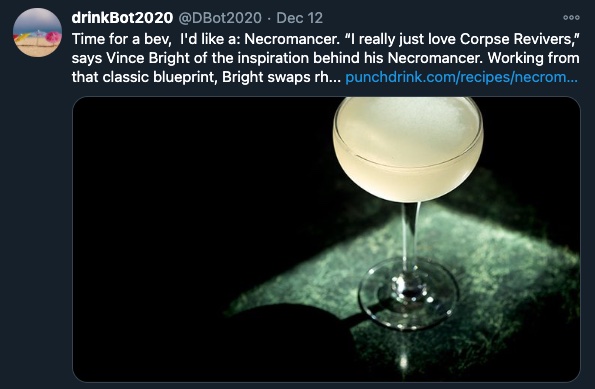 drinkBot2020 @DBot2020 · Dec 12
Time for a bev,  I'd like a: Necromancer. “I really just love Corpse Revivers,”
says Vince Bright of the inspiration behind his Necromancer. Working from
that classic blueprint, Bright swaps rh... punchdrink.com/recipes/necrom...